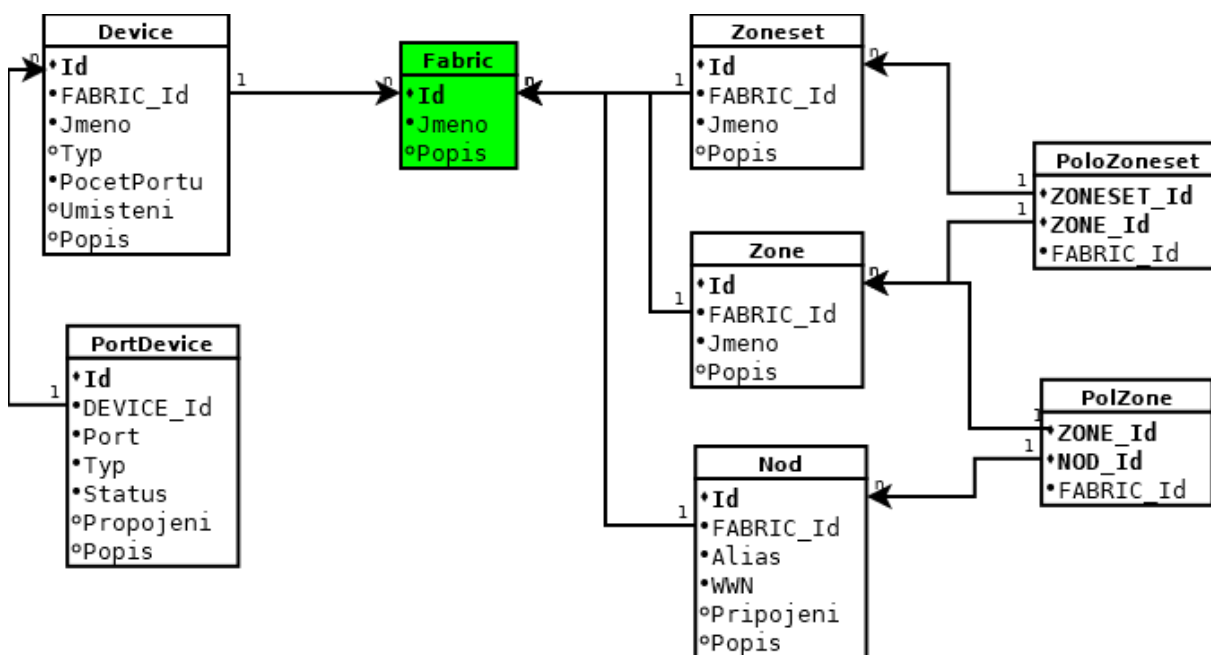 Device
Id
FABRIC_Id
Jmeno
Typ
PocetPortu
Umisteni
Popis
n
1
n
Fabric
Id
Jmeno
Popis
n
1
Zoneset
Id
FABRIC_Id
Jmeno
Popis
n
1
1
PoloZoneset
ZONESET_Id
ZONE_Id
FABRIC_Id
Zone
Id
FABRIC_Id
Jmeno
Popis
1
n
PortDevice
Id
DEVICE_Id
Port
Typ
Status
Propojeni
Popis
1
Nod
Id
FABRIC_Id
Alias
WWN
Pripojeni
Popis
1
n
1
1
PolZone
ZONE_Id
NOD_Id
FABRIC_Id